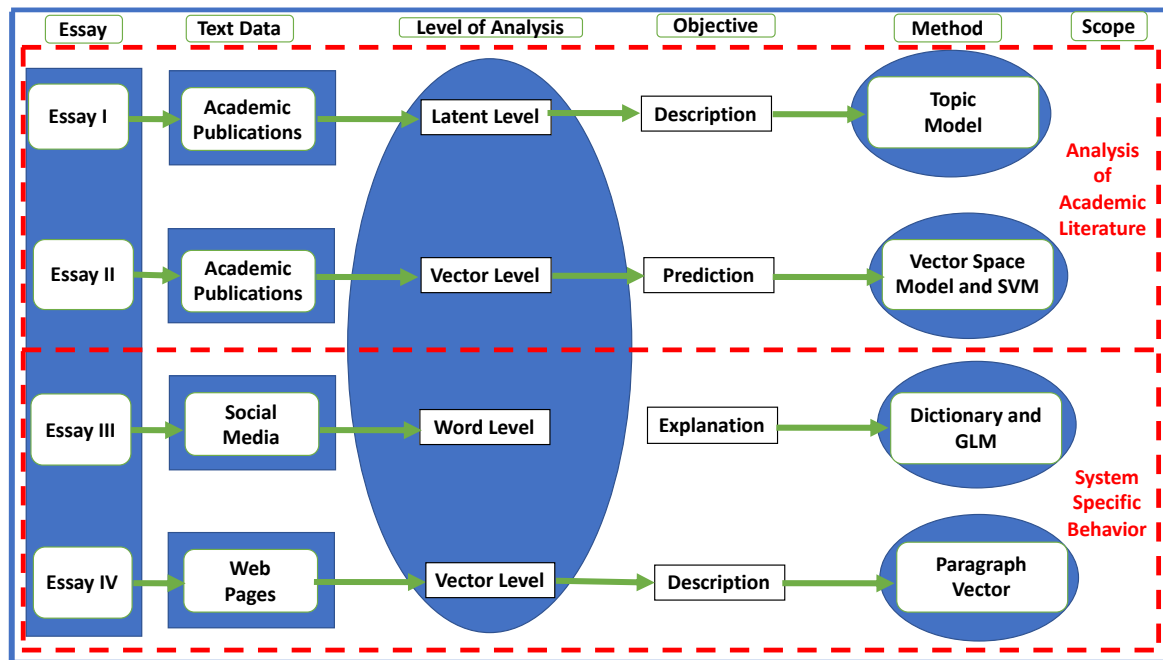 Essay
Text Data
Level of Analysis
Objective
Method
Scope
Essay I
Academic
Publications
Latent Level
Description
Topic
Model
Analysis
of
Academic
Literature
Essay II
Academic
Publications
Vector Level
Prediction
Vector Space
Model and SVM
Essay III
Social
Media
Word Level
Explanation
Dictionary and
GLM
System
Specific
Behavior
Essay IV
Web
Pages
Vector Level
Description
Paragraph
Vector